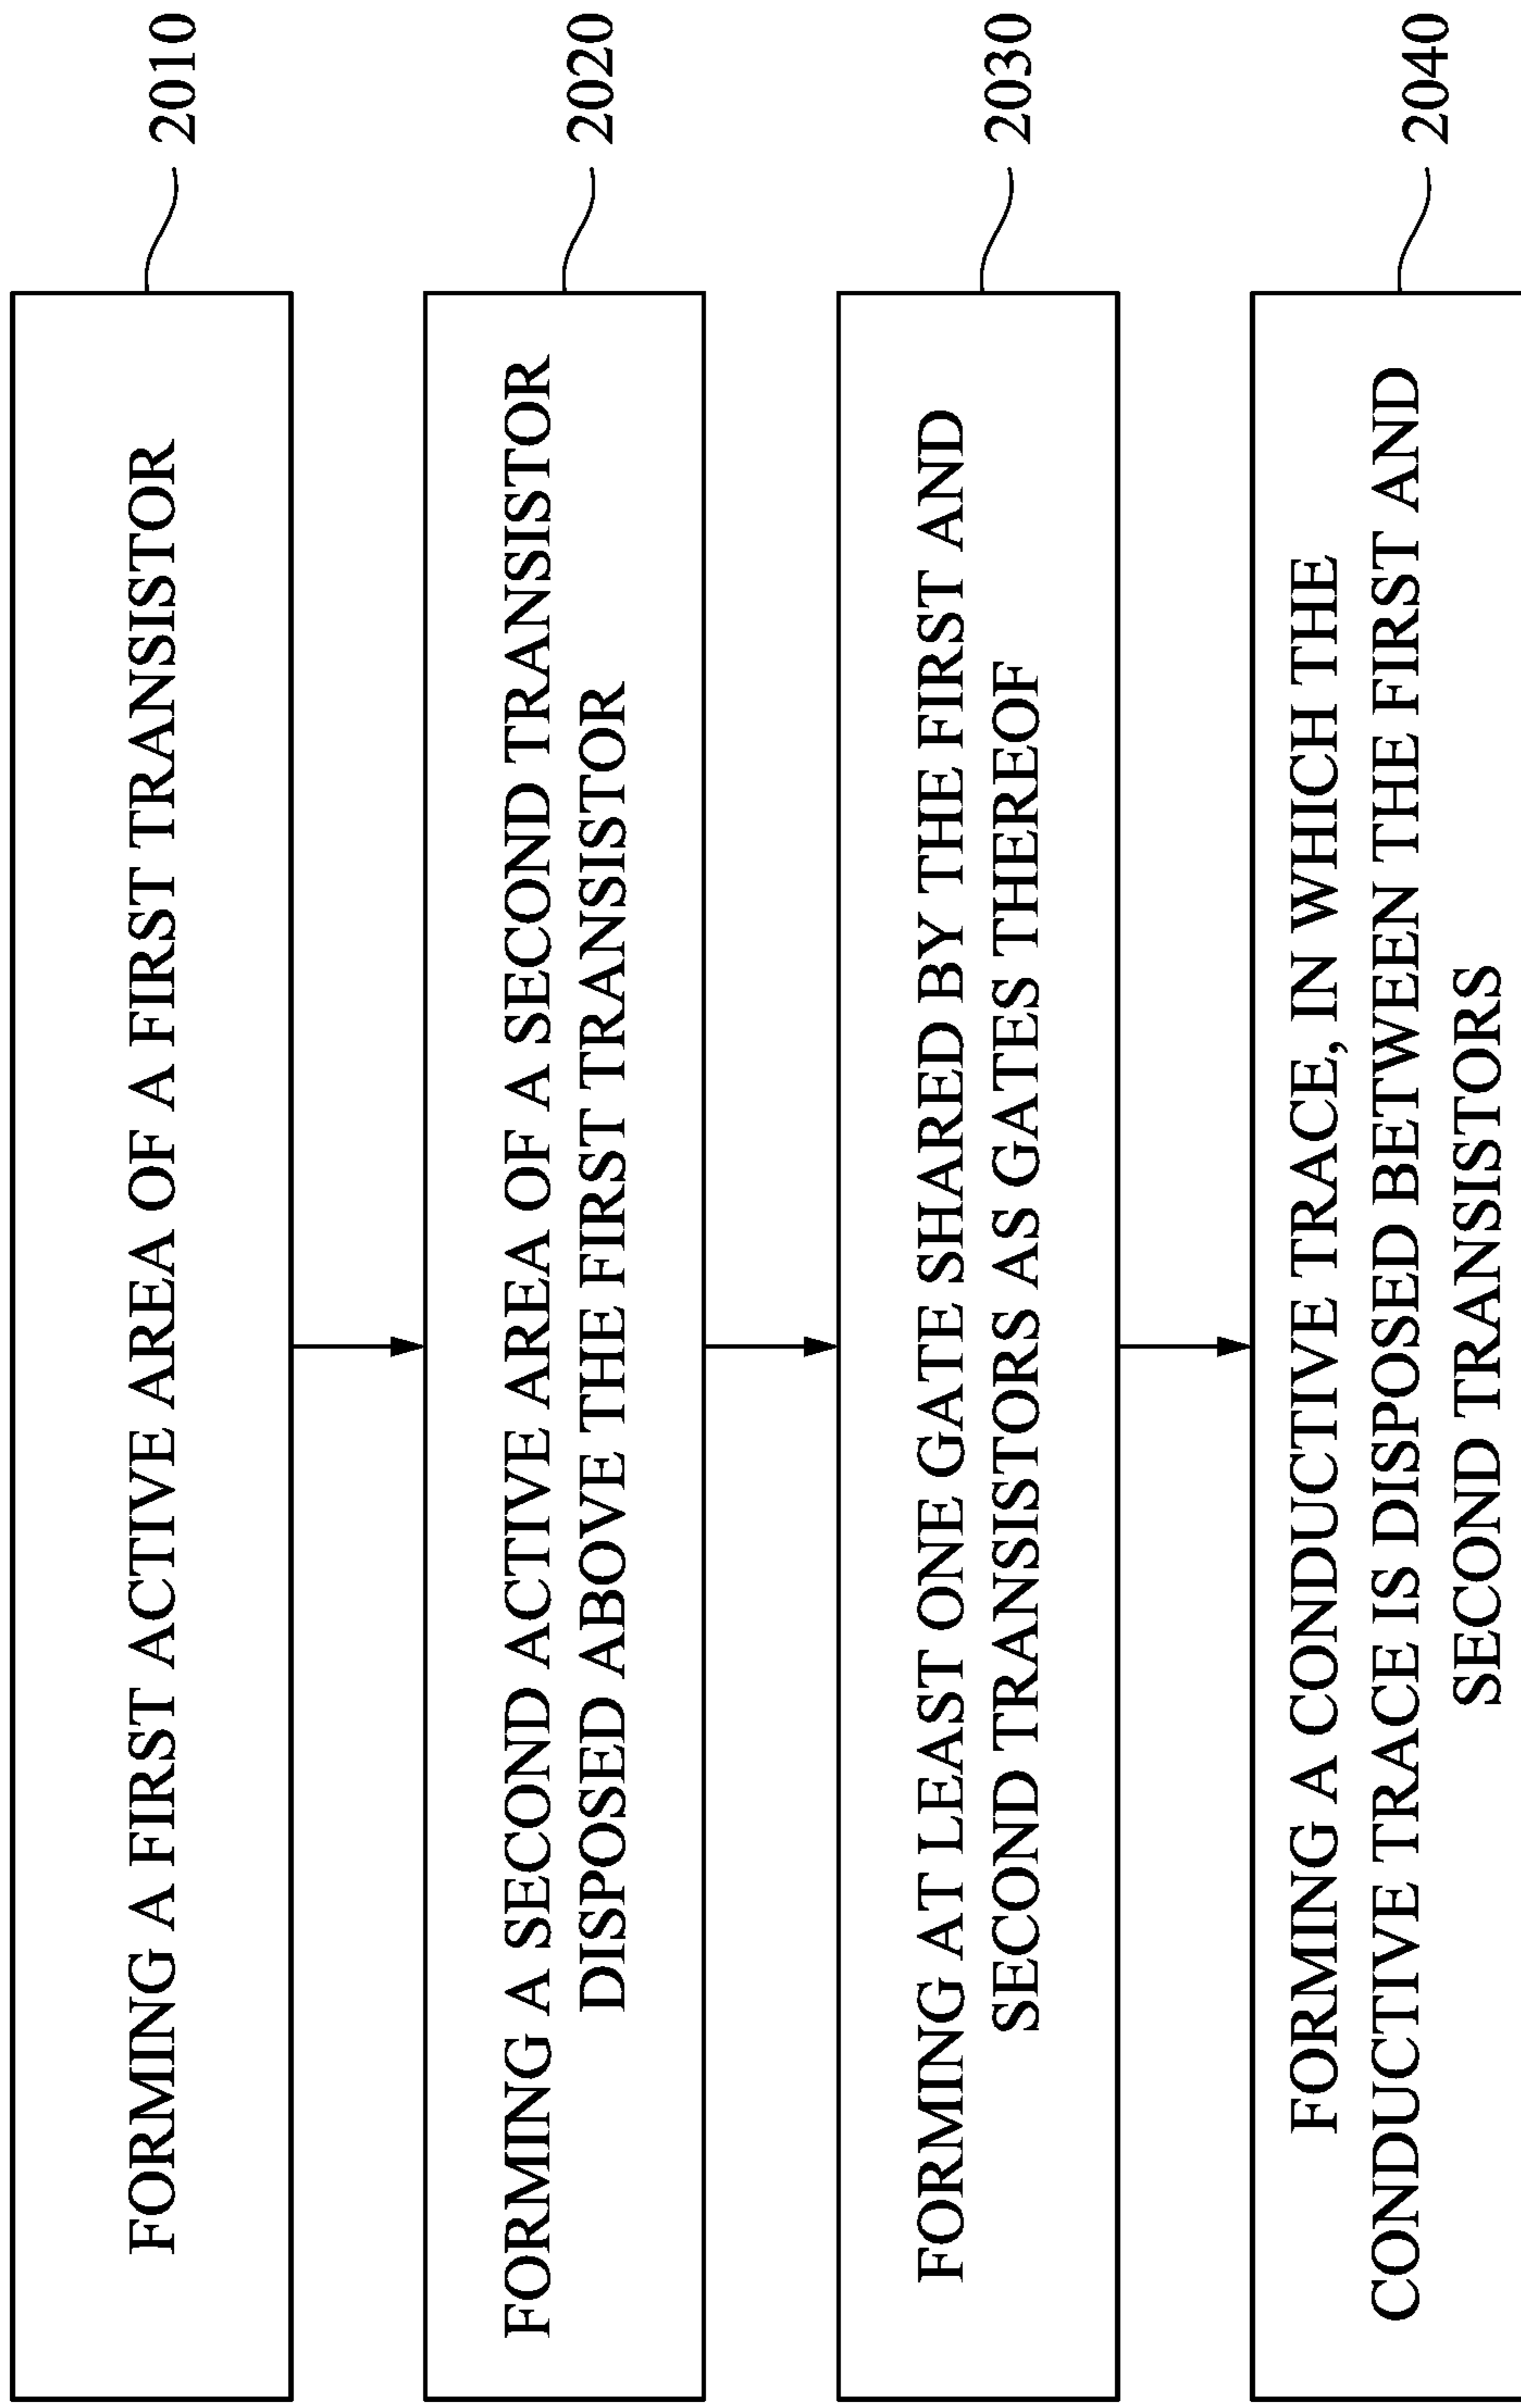 FORMING A FIRST ACTIVE AREA OF A FIRST TRANSISTOR
2010
FORMING A SECOND ACTIVE AREA OF A SECOND TRANSISTOR
DISPOSED ABOVE THE FIRST TRANSISTOR
2020
FORMING AT LEAST ONE GATE SHARED BY THE FIRST AND
SECOND TRANSISTORS AS GATES THEREOF
2030
FORMING A CONDUCTIVE TRACE, IN WHICH THE
CONDUCTIVE TRACE IS DISPOSED BETWEEN THE FIRST AND
SECOND TRANSISTORS
2040